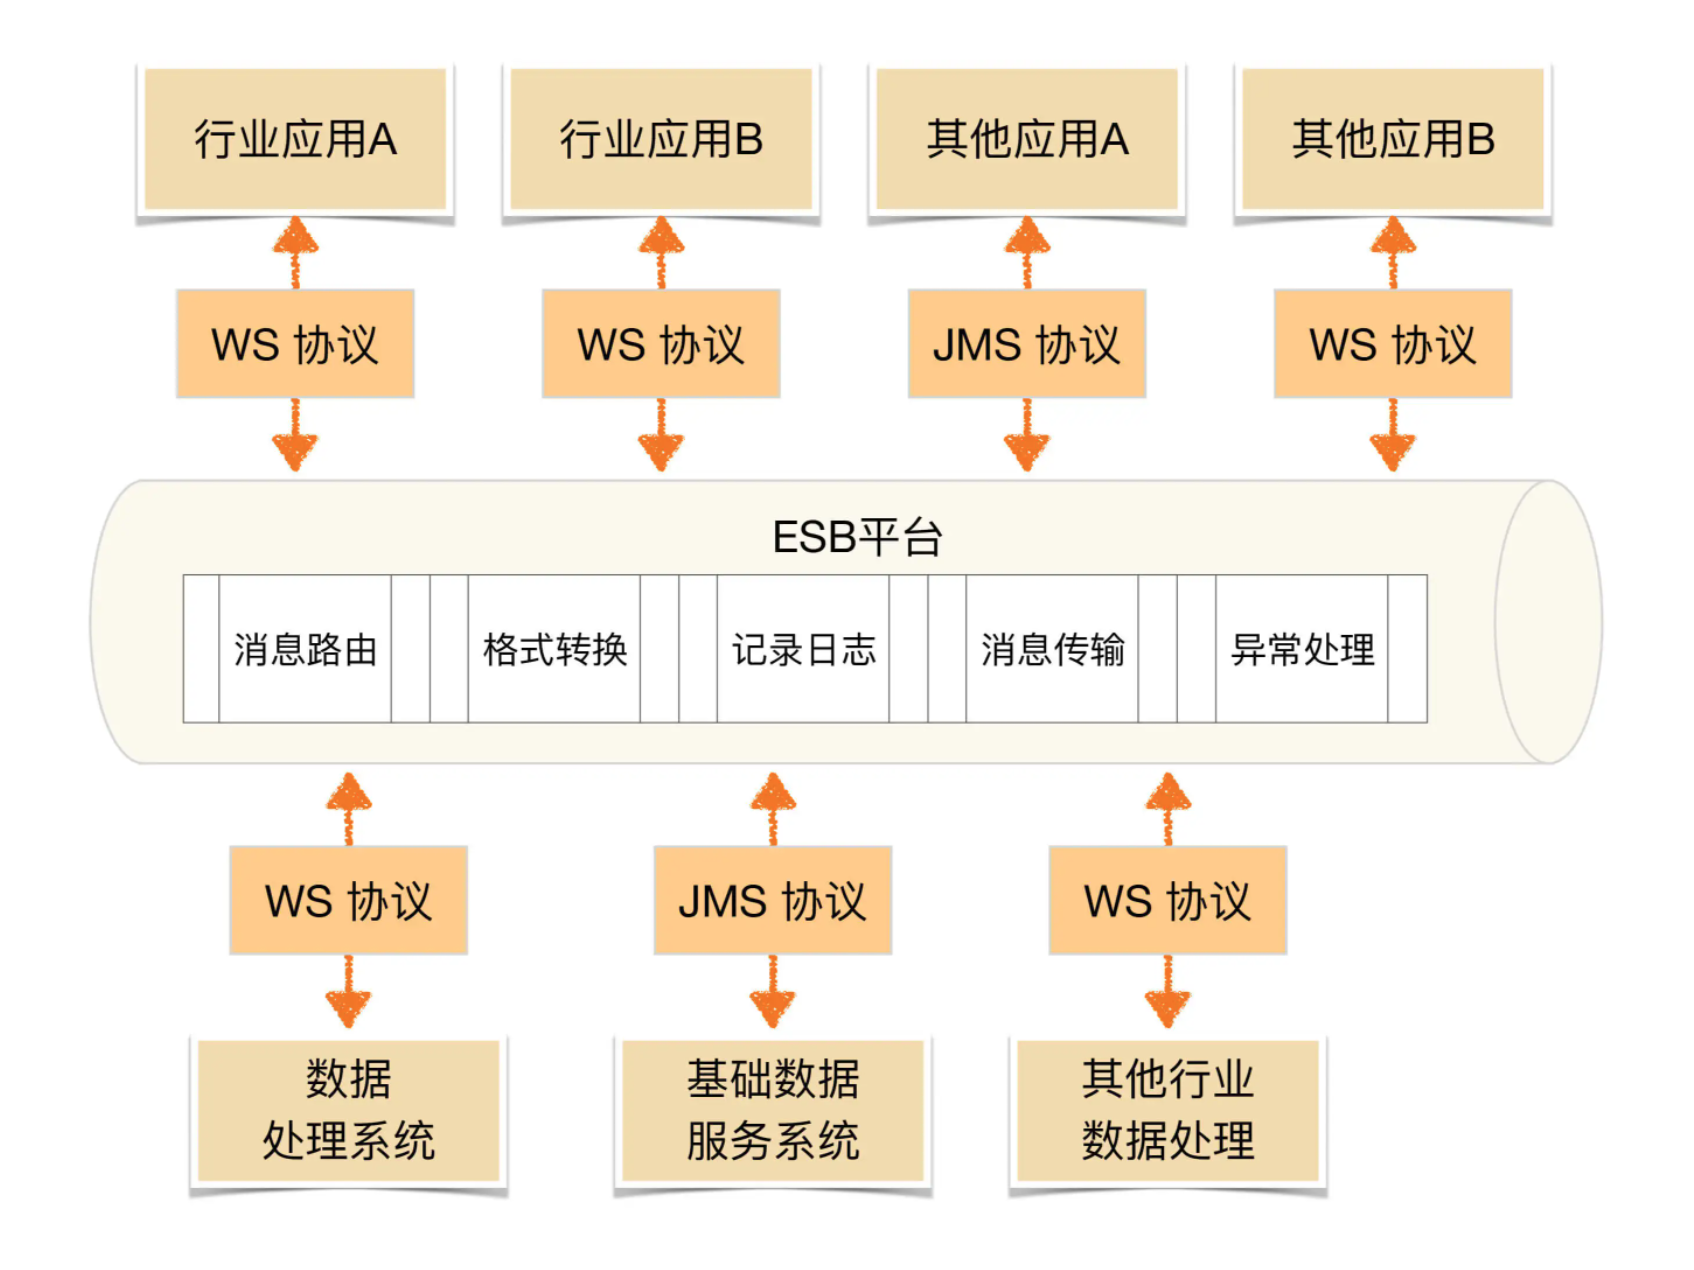 行业应用A
行业应用B
其他应用A
其他应用B
WS 协议
WS 协议
JMS 协议
WS 协议
ESB平台
消息路由
格式转换
记录日志
消息传输
异常处理
WS 协议
JMS 协议
WS 协议
数据
处理系统
基础数据
服务系统
其他行业
数据处理